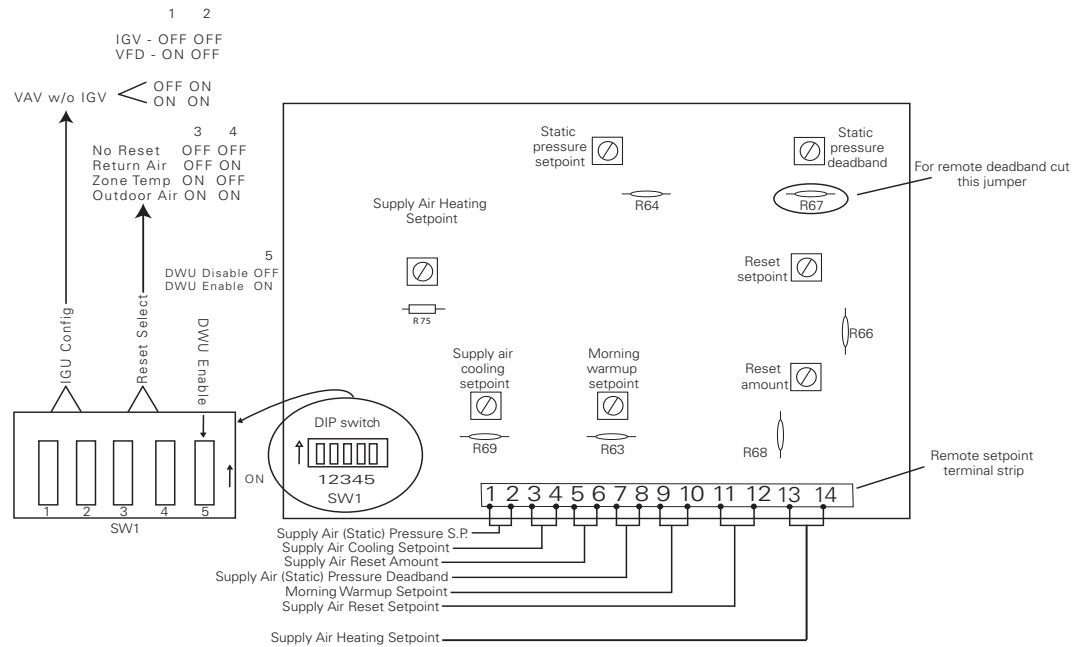 1 2
IGV - OFF OFF
VFD - ON OFF
VAV w/o IGV
OFF ON
ON ON
3 4
No Reset OFF OFF
Return Air OFF ON
Zone Temp ON OFF
Outdoor Air ON ON
5
DWU Disable OFF
DWU Enable ON
IGU Config
Reset Select
DWU Enable
1 2 3 4 5
ON
SW1
Static
pressure
setpoint
R64
Static
pressure
deadband
R67
For remote deadband cut
this jumper
Supply Air Heating
Setpoint
R75
Reset
setpoint
R66
Supply air
cooling
setpoint
R69
Morning
warmup
setpoint
R63
Reset
amount
R68
DIP switch
12345
SW1
Remote setpoint
terminal strip
1 2 3 4 5 6 7 8 9 10 11 12 13 14
Supply Air (Static) Pressure S.P.
Supply Air Cooling Setpoint
Supply Air Reset Amount
Supply Air (Static) Pressure Deadband
Morning Warmup Setpoint
Supply Air Reset Setpoint
Supply Air Heating Setpoint